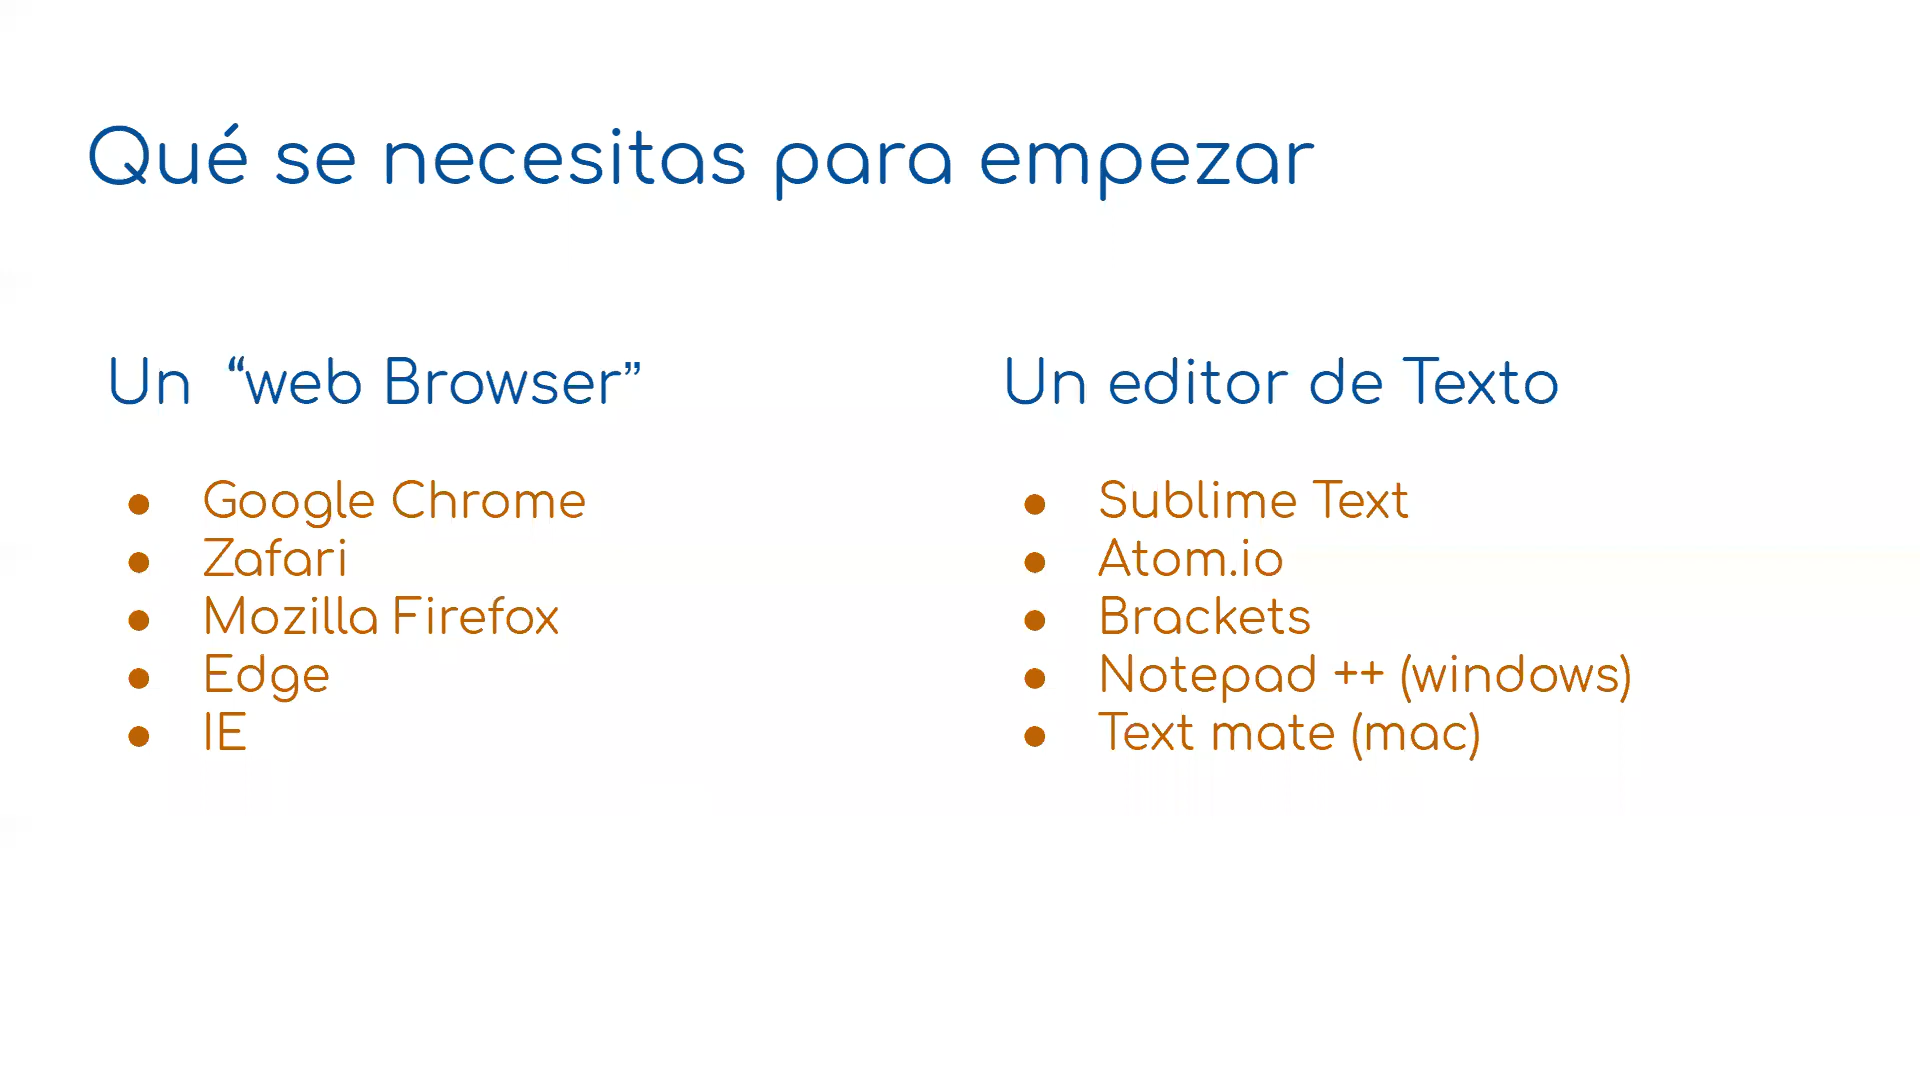 Qué se necesitas para empezar
Un “web Browser”
● Google Chrome
● Zafari
● Mozilla Firefox
● Edge
● IE
Un editor de Texto
● Sublime Text
● Atom.io
● Brackets
● Notepad ++ (windows)
● Text mate (mac)